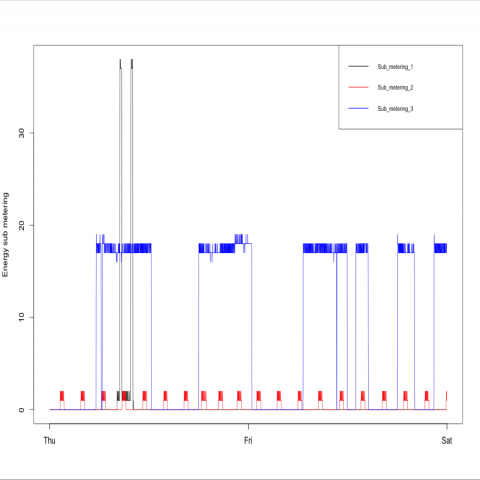 Sub_metering_1
Sub_metering_2
Sub_metering_3
Energy sub metering
30
20
10
0
Thu Fri Sat